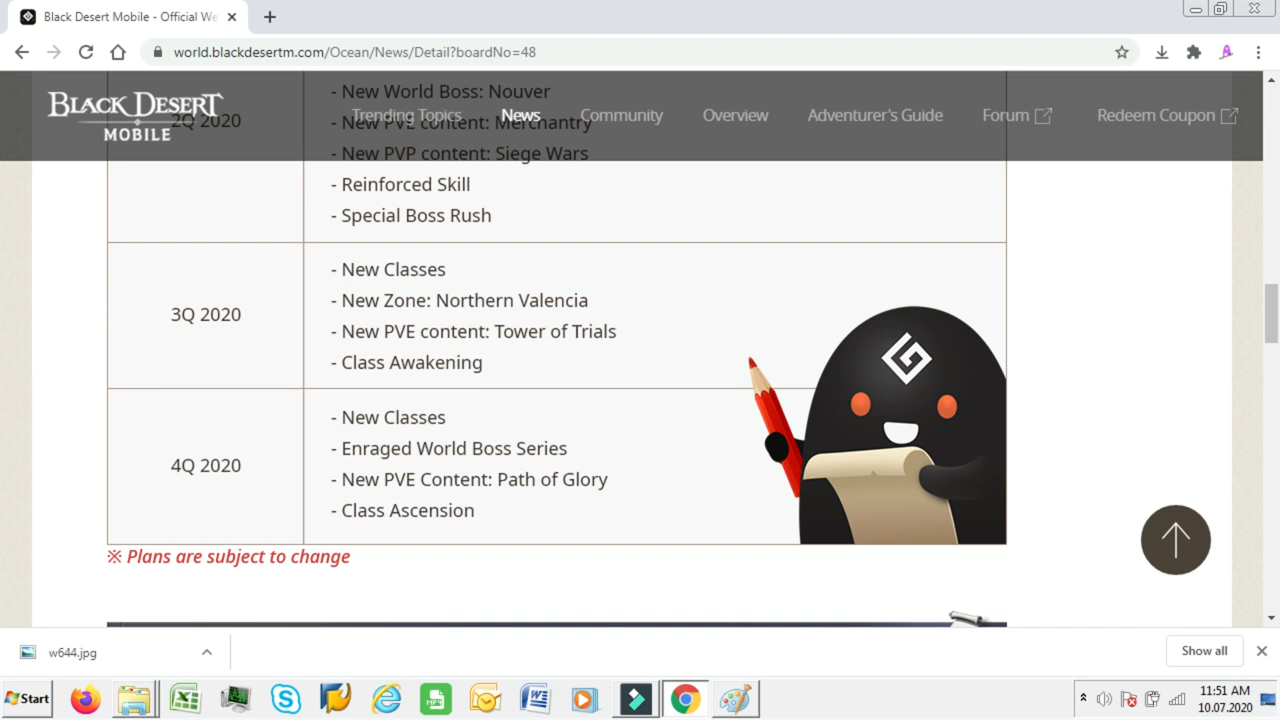 Black Desert Mobile - Official We
world.blackdesertm.com/Ocean/News/Detail?boardNo=48
BLACK DESERT
MOBILE
Trending Topics
News
Community
Overview
Adventurer's Guide
Forum
Redeem Coupon
2Q 2020
- New World Boss: Nouver
- New PVE content: Merchantry
- New PVP content: Siege Wars
- Reinforced Skill
- Special Boss Rush
3Q 2020
- New Classes
- New Zone: Northern Valencia
- New PVE content: Tower of Trials
- Class Awakening
4Q 2020
- New Classes
- Enraged World Boss Series
- New PVE Content: Path of Glory
- Class Ascension
※ Plans are subject to change
w644.jpg
Show all
Start
11:51 AM
10.07.2020